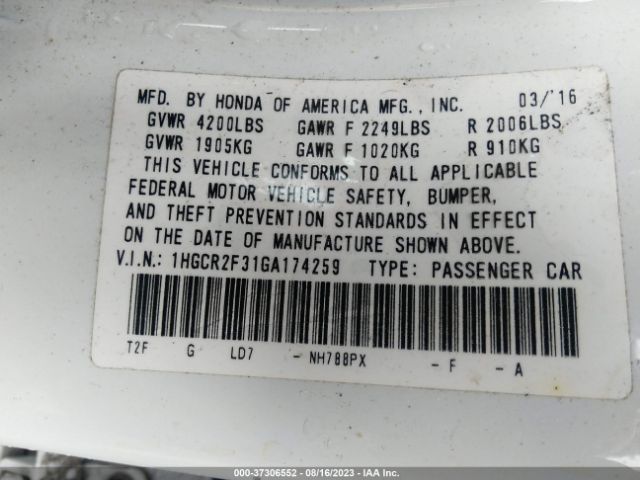 MFD. BY HONDA OF AMERICA MFG., INC. 03/'16
GVWR 4200LBS GAWR F 2249LBS R 2006LBS
GVWR 1905KG GAWR F 1020KG R 910KG
THIS VEHICLE CONFORMS TO ALL APPLICABLE
FEDERAL MOTOR VEHICLE SAFETY, BUMPER,
AND THEFT PREVENTION STANDARDS IN EFFECT
ON THE DATE OF MANUFACTURE SHOWN ABOVE.
V.I.N.: 1HGCR2F31GA174259 TYPE: PASSENGER CAR
T2F G LD7 - NH788PX - F - A
000-37306552 - 08/16/2023 - IAA Inc.